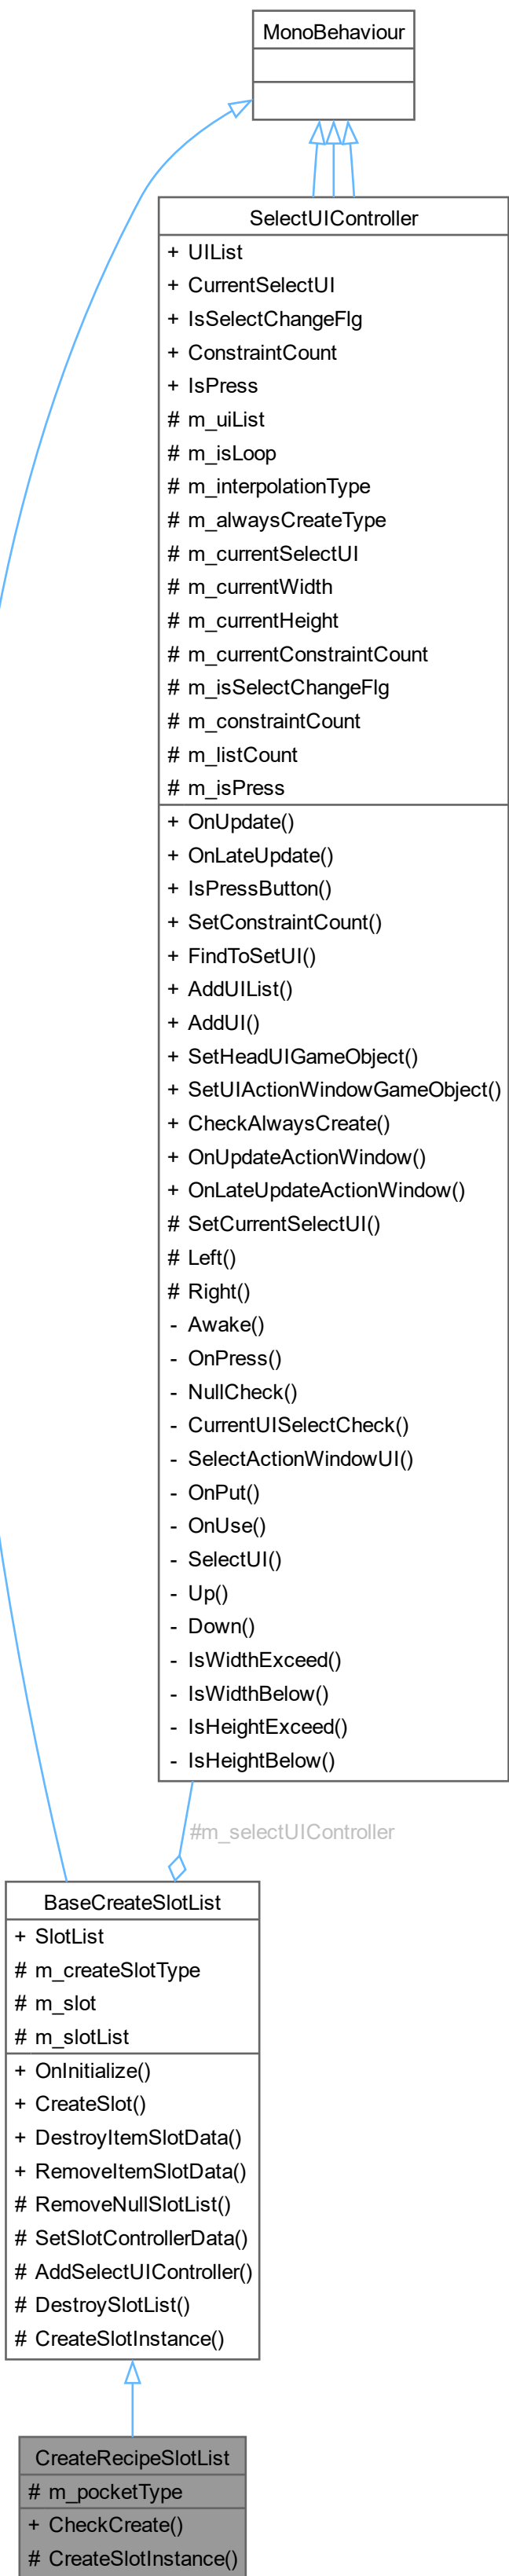 MonoBehaviour
SelectUIController
+ UIList
+ CurrentSelectUI
+ IsSelectChangeFlg
+ ConstraintCount
+ IsPress
# m_uiList
# m_isLoop
# m_interpolationType
# m_alwaysCreateType
# m_currentSelectUI
# m_currentWidth
# m_currentHeight
# m_currentConstraintCount
# m_isSelectChangeFlg
# m_constraintCount
# m_listCount
# m_isPress
+ OnUpdate()
+ OnLateUpdate()
+ IsPressButton()
+ SetConstraintCount()
+ FindToSetUI()
+ AddUIList()
+ AddUI()
+ SetHeadUIGameObject()
+ SetUIActionWindowGameObject()
+ CheckAlwaysCreate()
+ OnUpdateActionWindow()
+ OnLateUpdateActionWindow()
# SetCurrentSelectUI()
# Left()
# Right()
- Awake()
- OnPress()
- NullCheck()
- CurrentUISelectCheck()
- SelectActionWindowUI()
- OnPut()
- OnUse()
- SelectUI()
- Up()
- Down()
- IsWidthExceed()
- IsWidthBelow()
- IsHeightExceed()
- IsHeightBelow()
#m_selectUIController
BaseCreateSlotList
+ SlotList
# m_createSlotType
# m_slot
# m_slotList
+ OnInitialize()
+ CreateSlot()
+ DestroyItemSlotData()
+ RemoveItemSlotData()
# RemoveNullSlotList()
# SetSlotControllerData()
# AddSelectUIController()
# DestroySlotList()
# CreateSlotInstance()
CreateRecipeSlotList
# m_pocketType
+ CheckCreate()
# CreateSlotInstance()